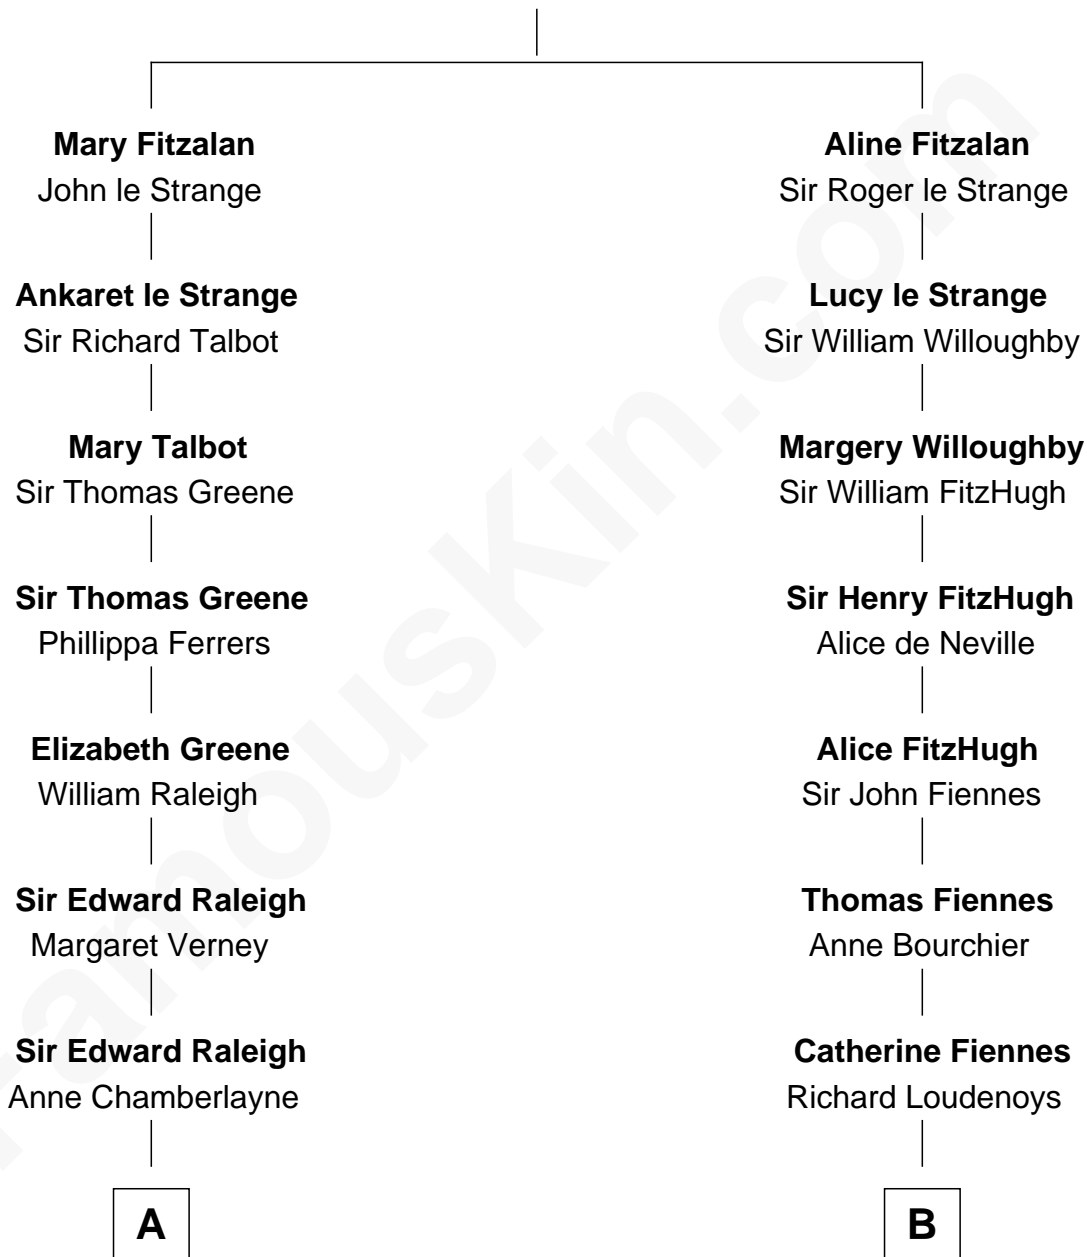 Mary Fitzalan
John le Strange
Aline Fitzalan
Sir Roger le Strange
Ankaret le Strange
Sir Richard Talbot
Lucy le Strange
Sir William Willoughby
Mary Talbot
Sir Thomas Greene
Margery Willoughby
Sir William FitzHugh
Sir Thomas Greene
Phillippa Ferrers
Sir Henry FitzHugh
Alice de Neville
Elizabeth Greene
William Raleigh
Alice FitzHugh
Sir John Fiennes
Sir Edward Raleigh
Margaret Verney
Thomas Fiennes
Anne Bourchier
Sir Edward Raleigh
Anne Chamberlayne
Catherine Fiennes
Richard Loudenoys
A
B
FamousKin.com